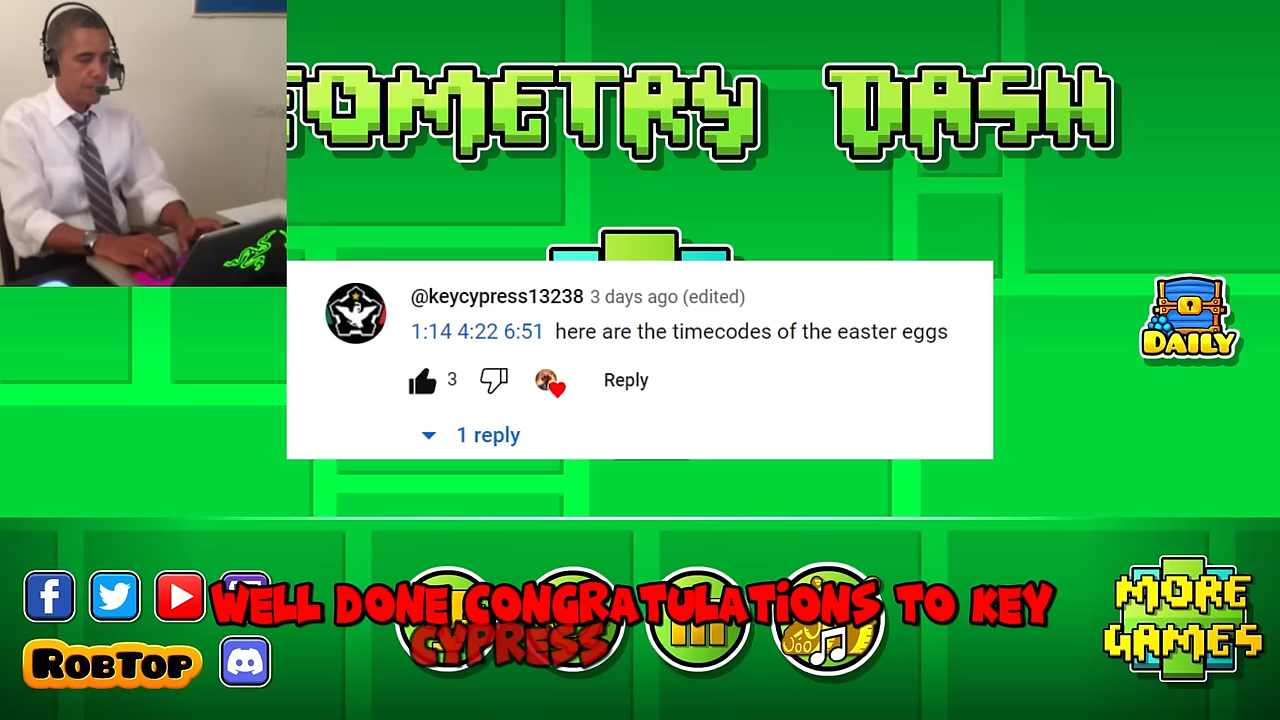 EOMETRY DASH
@keycypress13238 3 days ago (edited)
1:14 4:22 6:51 here are the timecodes of the easter eggs
3 Reply
1 reply
DAILY
WELL DONE CONGRATULATIONS TO KEY
CYPRESS
ROBTOP
MORE
GAMES